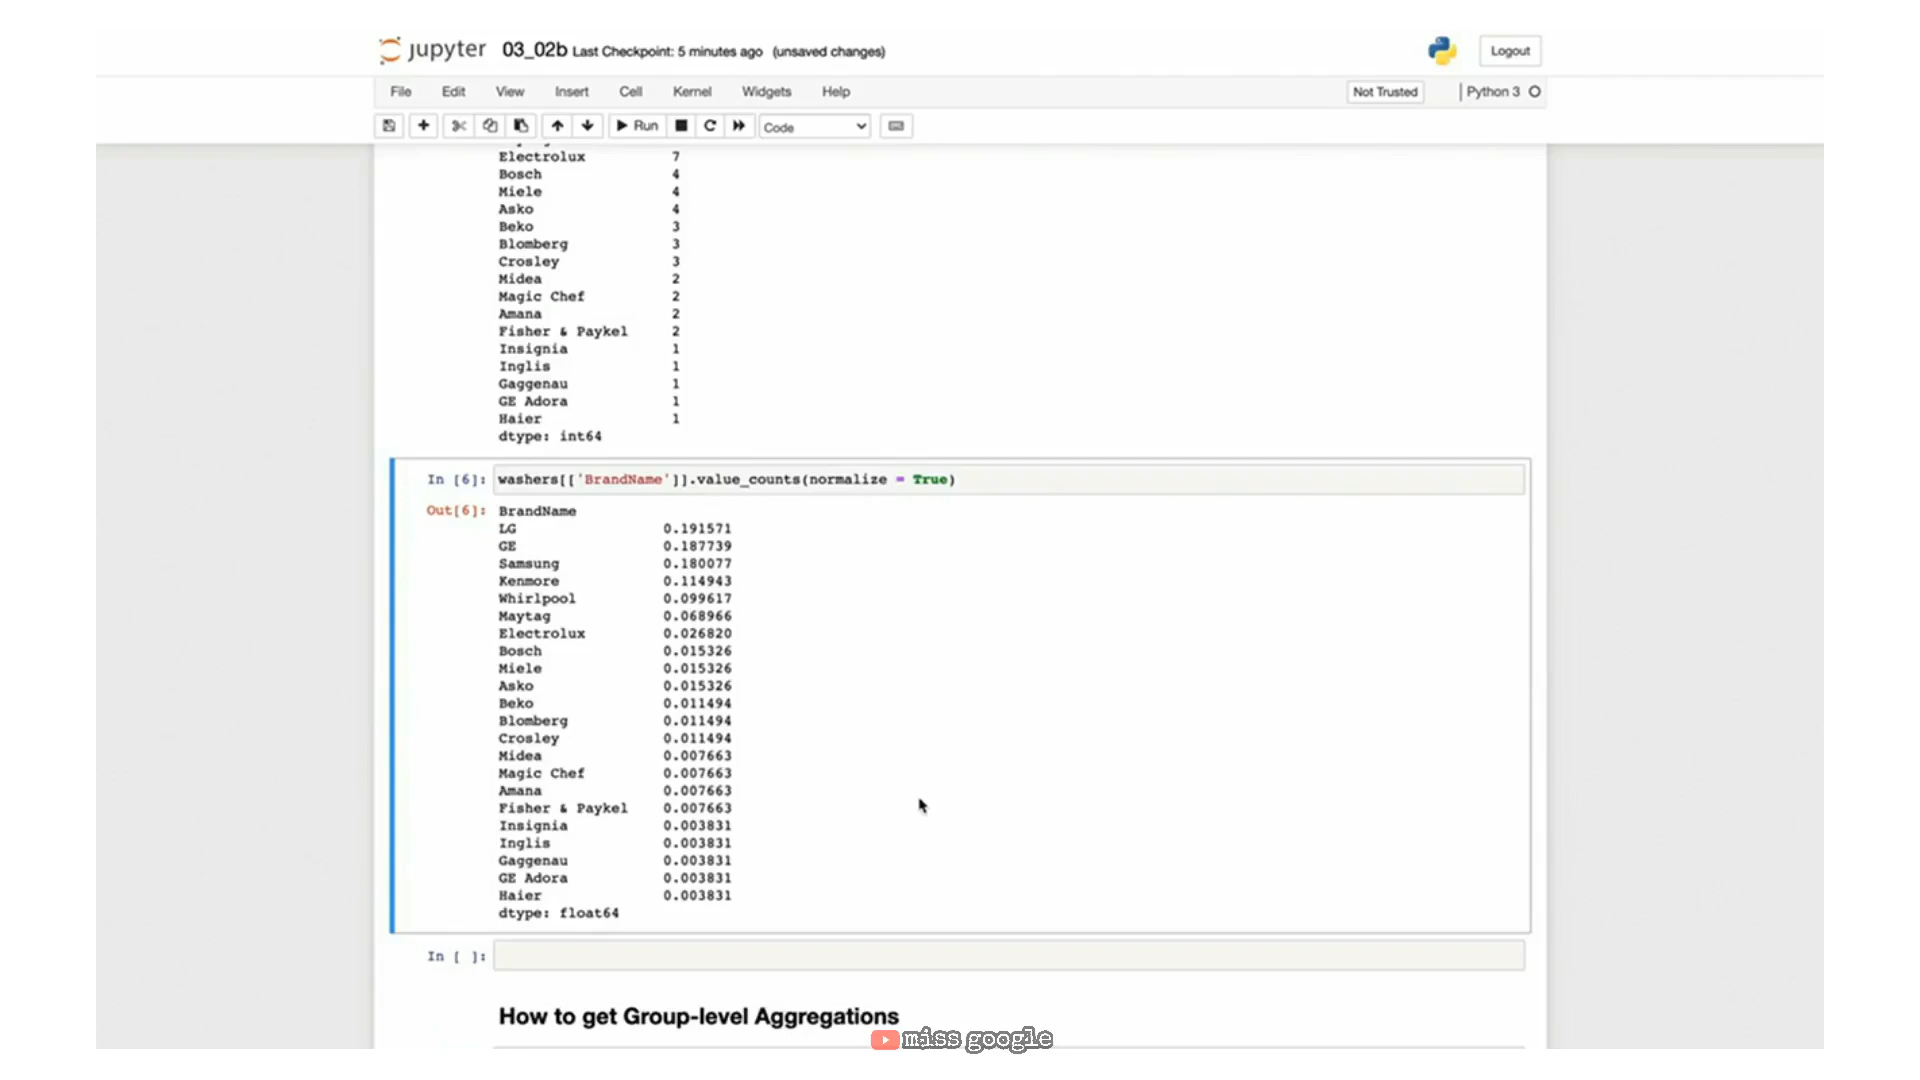 jupyter 03_02b Last Checkpoint: 5 minutes ago (unsaved changes)
Logout
File Edit View Insert Cell Kernel Widgets Help
Not Trusted
Python 3
Run
Code
Electrolux 7
Bosch 4
Miele 4
Asko 4
Beko 3
Blomberg 3
Crosley 3
Midea 2
Magic Chef 2
Amana 2
Fisher & Paykel 2
Insignia 1
Inglis 1
Gaggenau 1
GE Adora 1
Haier 1
dtype: int64
In [6]: washers[['BrandName']].value_counts(normalize = True)
Out[6]: BrandName
LG 0.191571
GE 0.187739
Samsung 0.180077
Kenmore 0.114943
Whirlpool 0.099617
Maytag 0.068966
Electrolux 0.026820
Bosch 0.015326
Miele 0.015326
Asko 0.015326
Beko 0.011494
Blomberg 0.011494
Crosley 0.011494
Midea 0.007663
Magic Chef 0.007663
Amana 0.007663
Fisher & Paykel 0.007663
Insignia 0.003831
Inglis 0.003831
Gaggenau 0.003831
GE Adora 0.003831
Haier 0.003831
dtype: float64
In [ ]:
How to get Group-level Aggregations
miss google